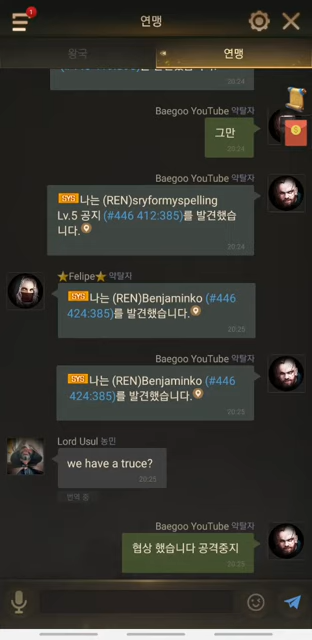 1
연맹
왕국
연맹
20:24
Baegoo YouTube 약탈자
그만
20:24
Baegoo YouTube 약탈자
SYS 나는 (REN)sryformyspelling
Lv.5 공지 (#446 412:385)를 발견했습
니다.
20:24
⭐Felipe⭐ 약탈자
SYS 나는 (REN)Benjaminko (#446
424:385)를 발견했습니다.
20:25
Baegoo YouTube 약탈자
SYS 나는 (REN)Benjaminko (#446
424:385)를 발견했습니다.
20:25
Lord Usul 농민
we have a truce?
20:25
번역 중
Baegoo YouTube 약탈자
협상 했습니다 공격중지